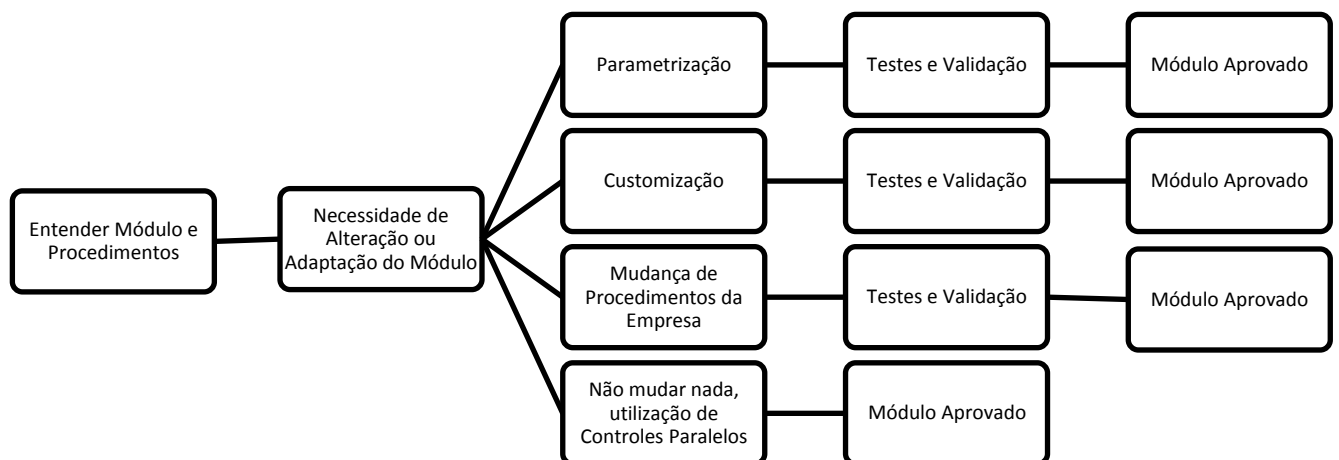 Parametrização
Testes e Validação
Módulo Aprovado
Customização
Testes e Validação
Módulo Aprovado
Entender Módulo e
Procedimentos
Necessidade de
Alteração ou
Adaptação do Módulo
Mudança de
Procedimentos da
Empresa
Testes e Validação
Módulo Aprovado
Não mudar nada,
utilização de
Controles Paralelos
Módulo Aprovado